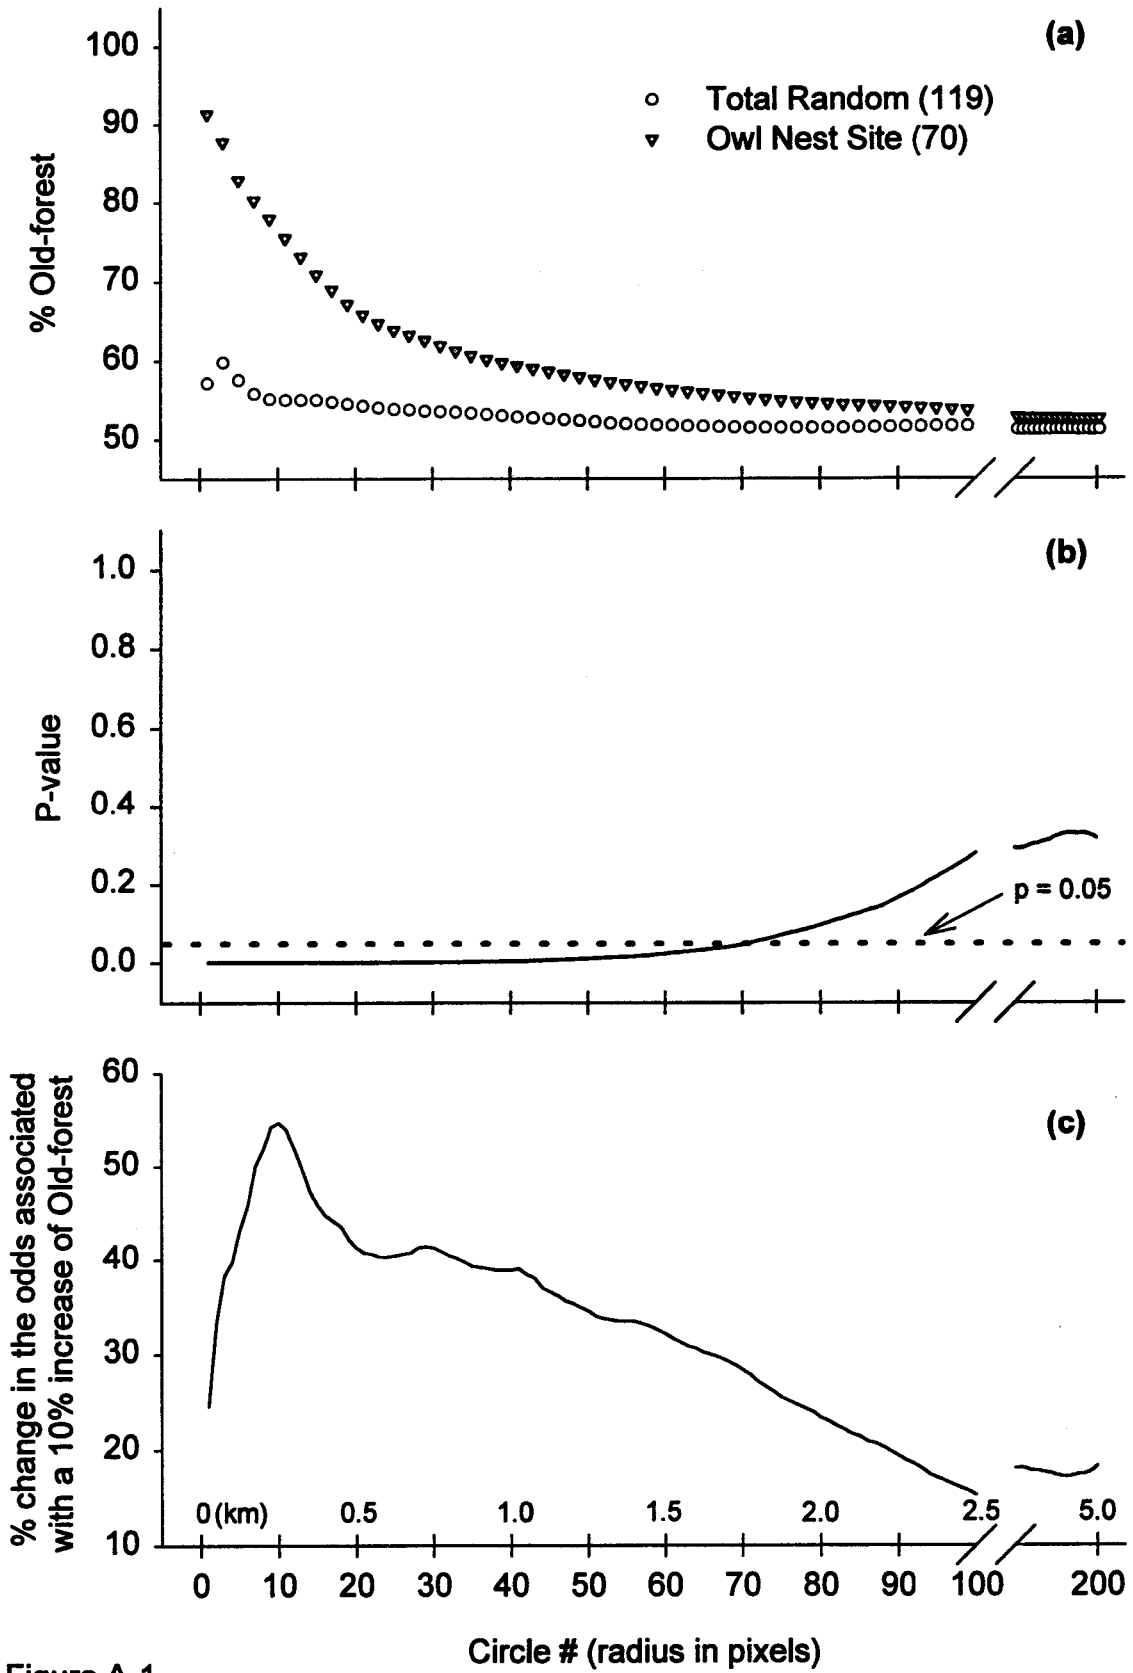 (a)
100
90
80
70
60
50
% Old-forest
Total Random (119)
Owl Nest Site (70)
(b)
1.0
0.8
0.6
0.4
0.2
0.0
P-value
p = 0.05
(c)
60
50
40
30
20
10
% change in the odds associated
with a 10% increase of Old-forest
0 (km) 0.5 1.0 1.5 2.0 2.5 5.0
0 10 20 30 40 50 60 70 80 90 100 200
Circle # (radius in pixels)
Figure A-1